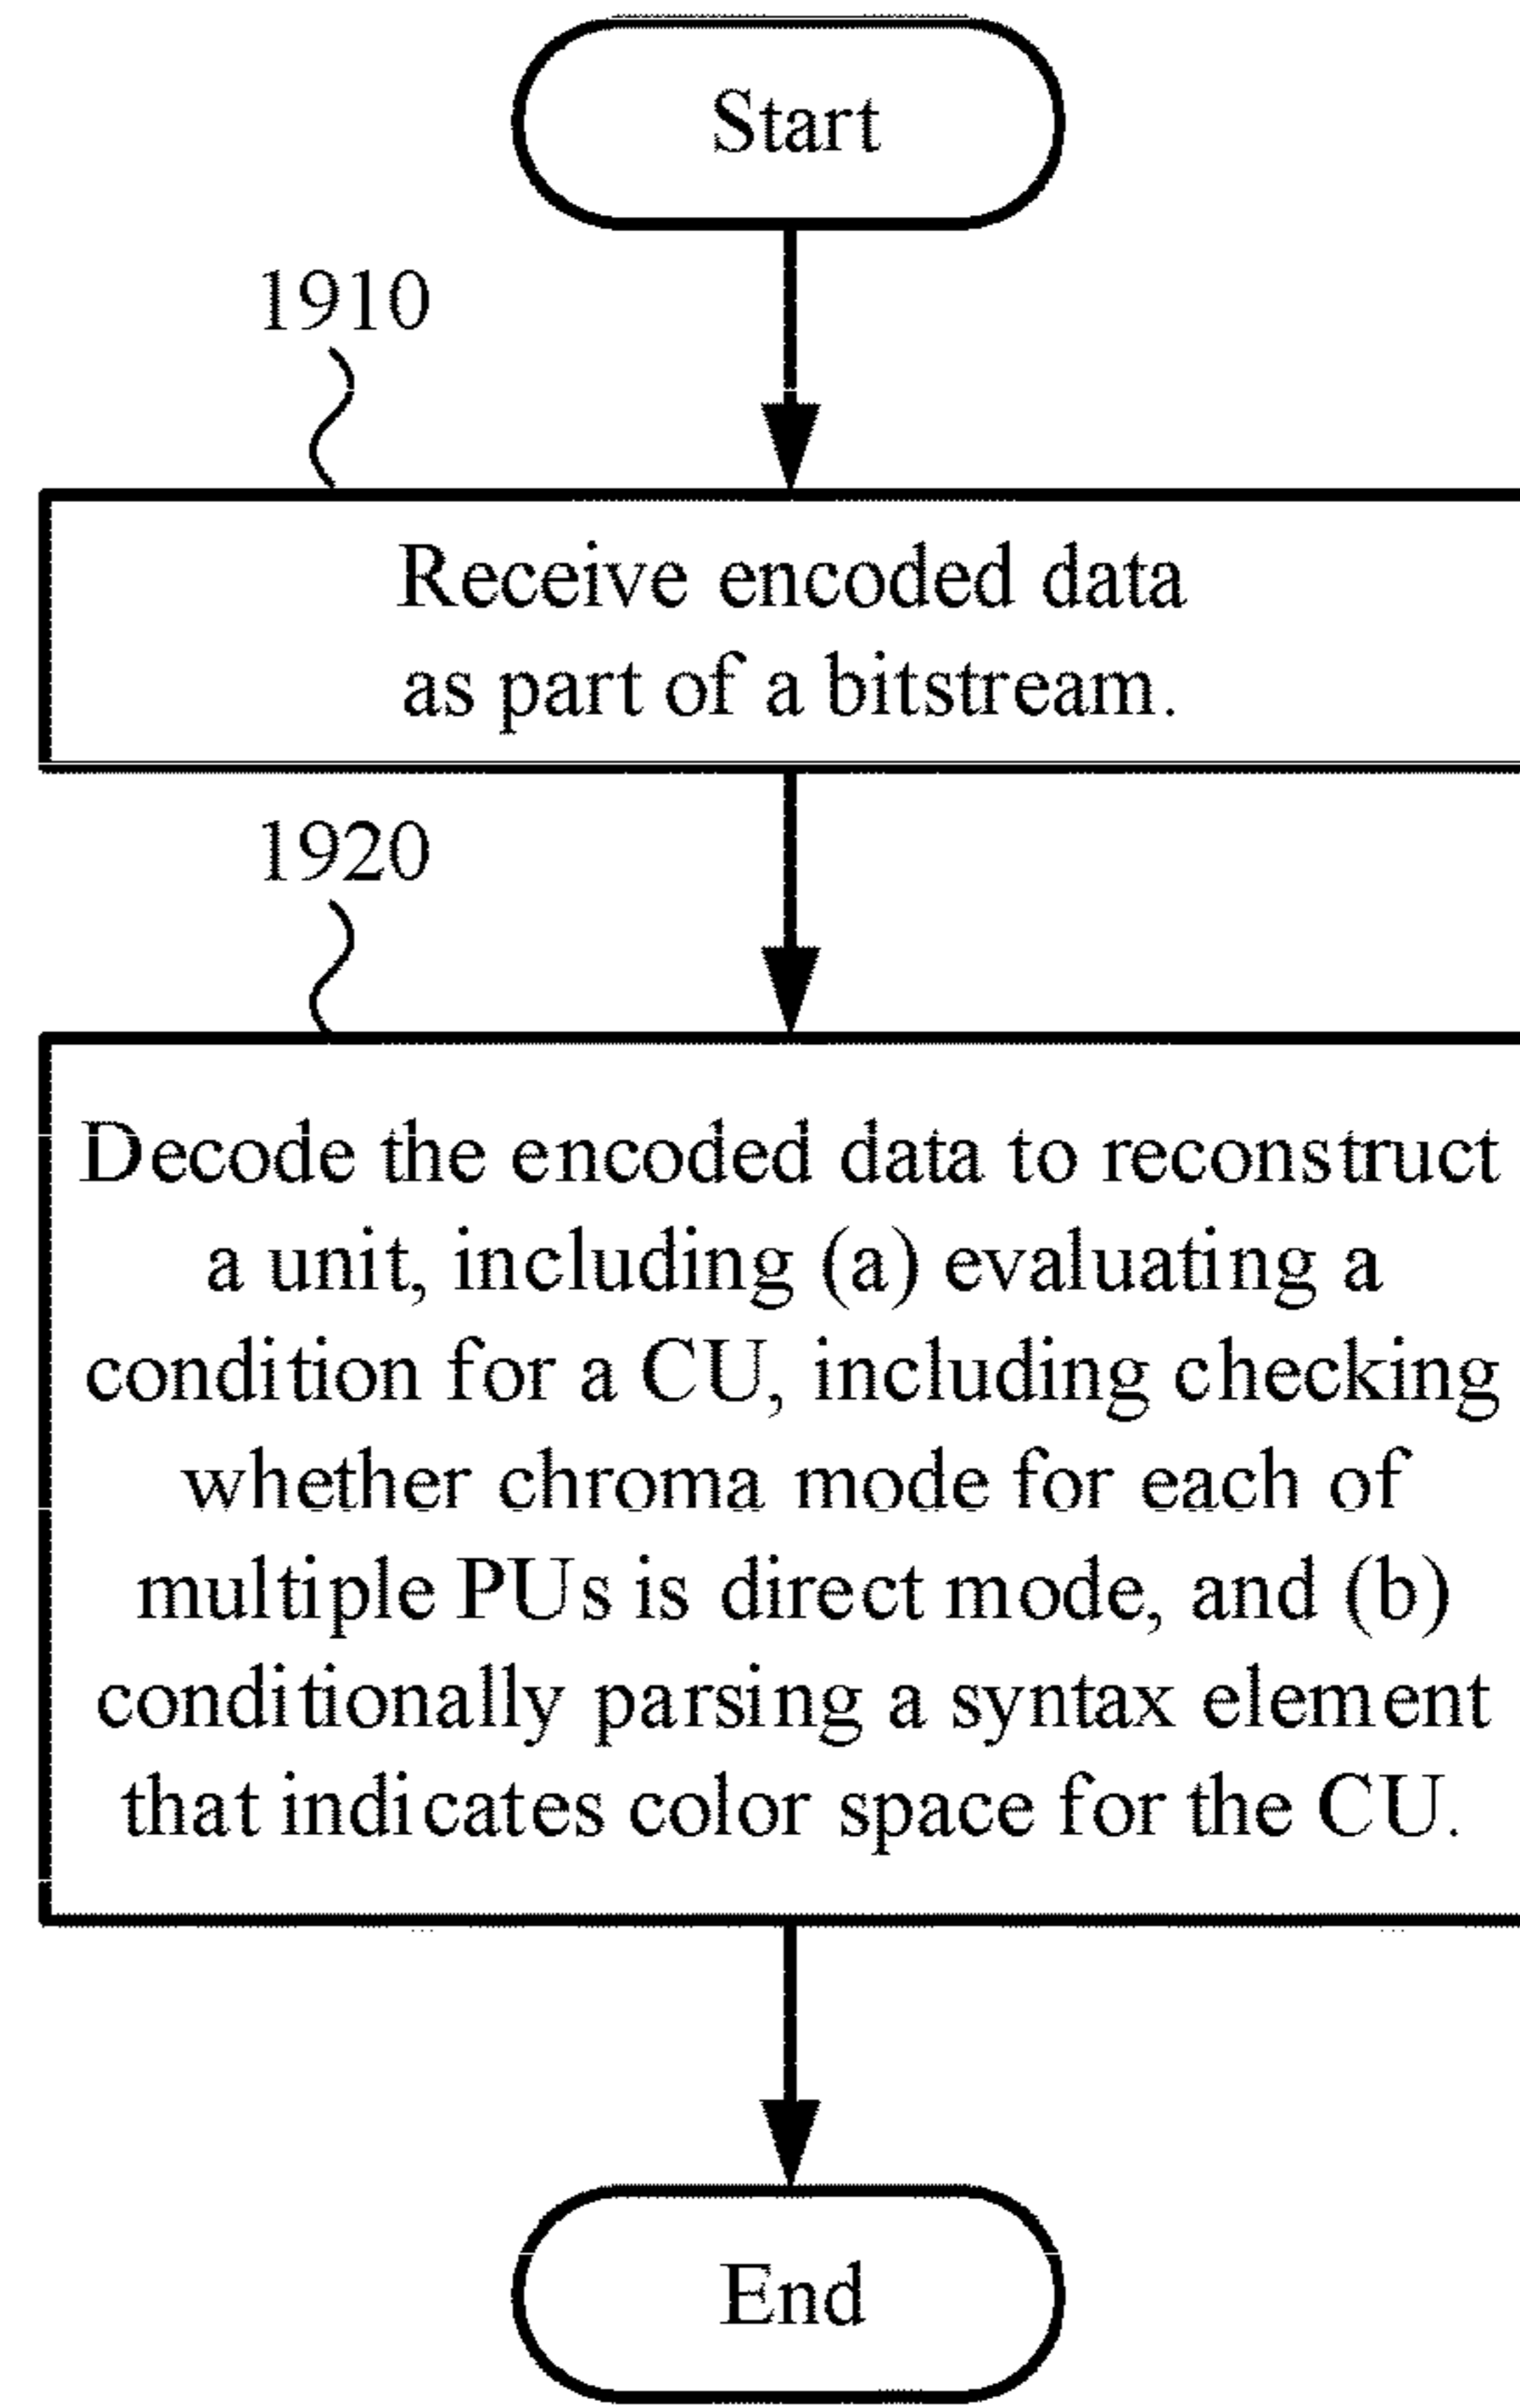 Start
1910
Receive encoded data
as part of a bitstream.
1920
Decode the encoded data to reconstruct
a unit, including (a) evaluating a
condition for a CU, including checking
whether chroma mode for each of
multiple PUs is direct mode, and (b)
conditionally parsing a syntax element
that indicates color space for the CU.
End